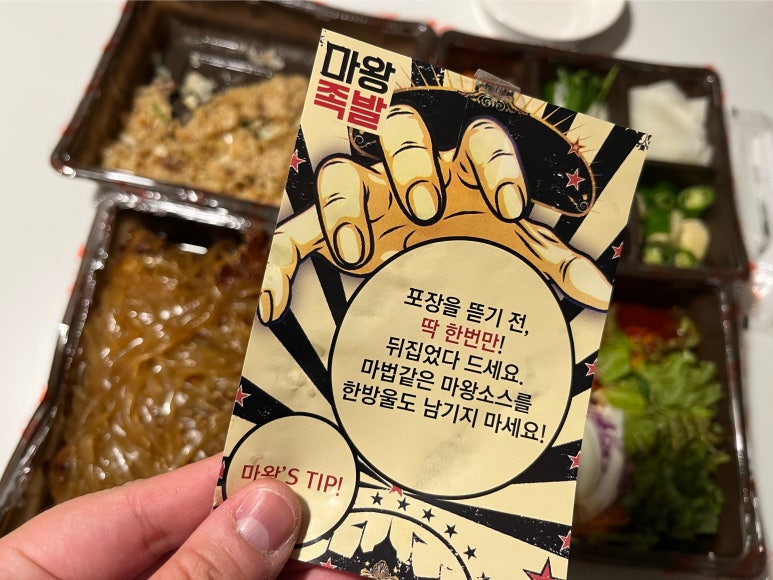 마왕
족발
포장을 뜯기 전,
딱 한번만!
뒤집었다 드세요.
마법같은 마왕소스를
한방울도 남기지 마세요!
마왕'S TIP!